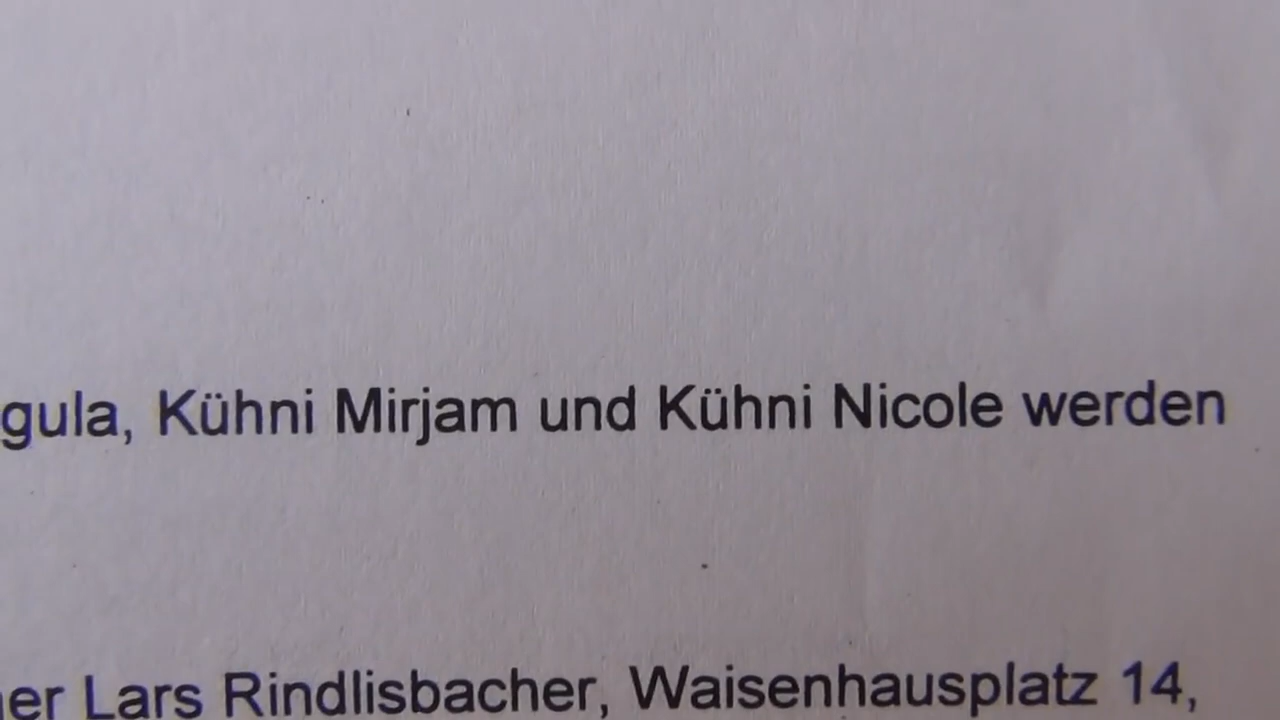 gula, Kühni Mirjam und Kühni Nicole werden
er Lars Rindlisbacher, Waisenhausplatz 14,